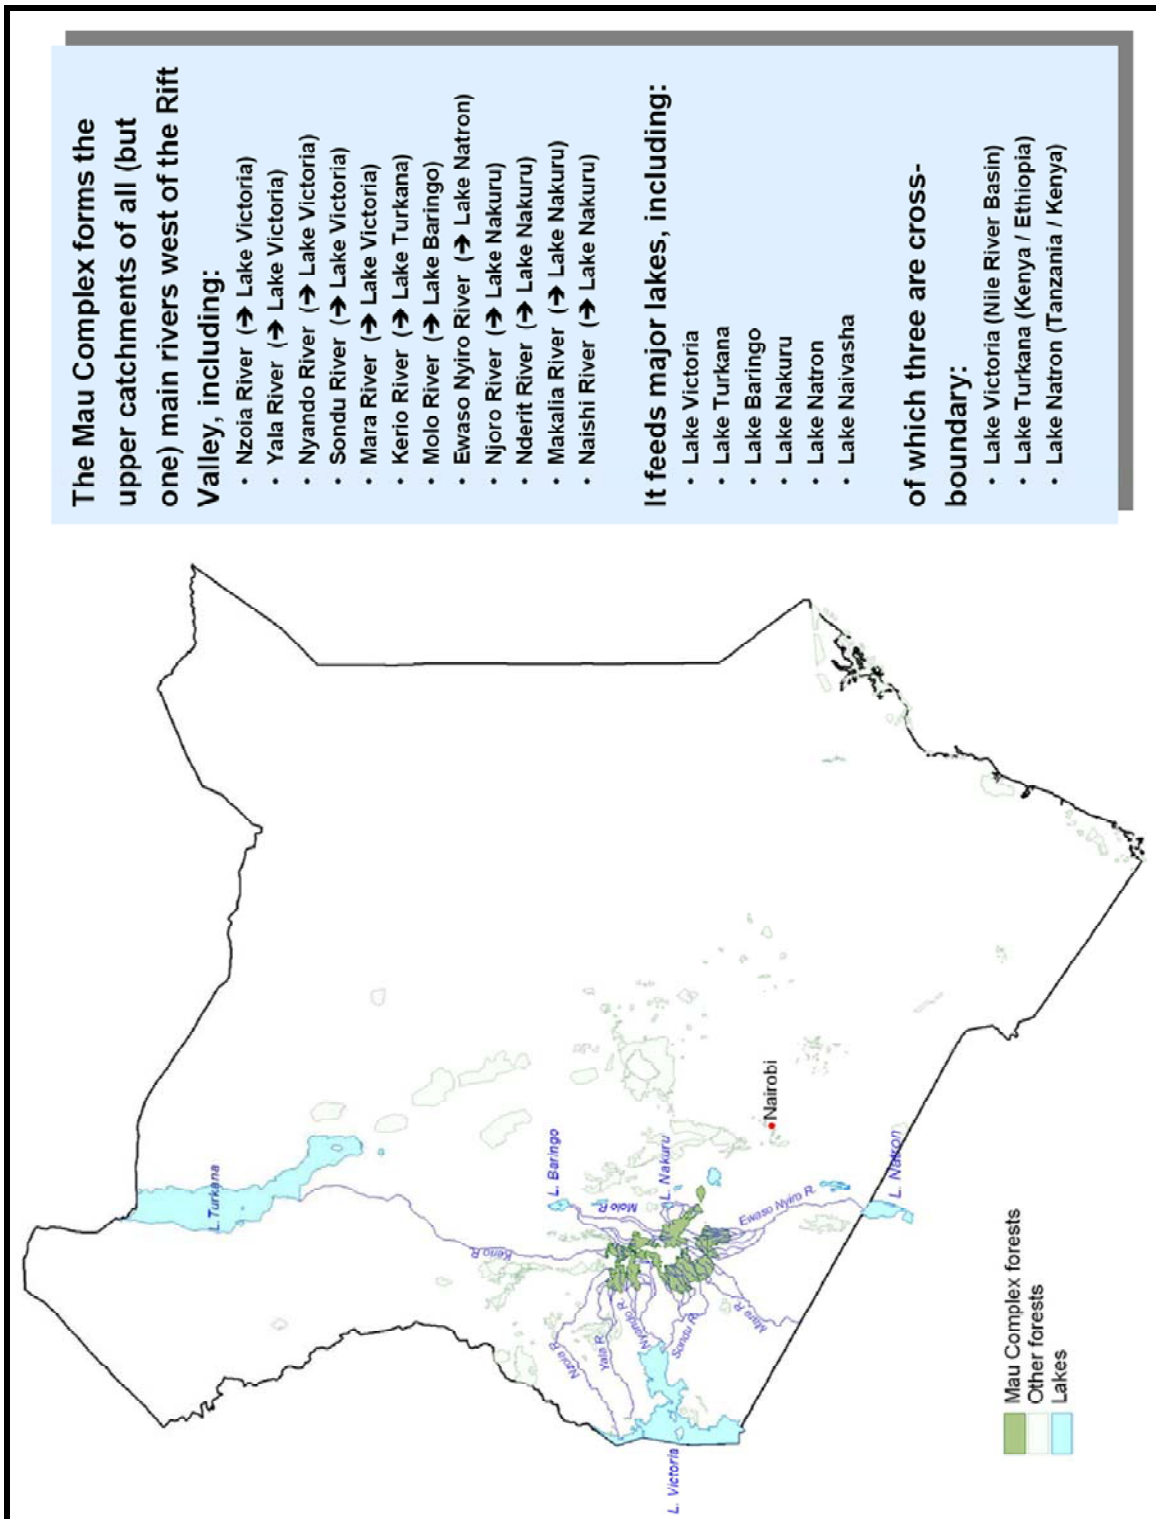 The Mau Complex forms the
upper catchments of all (but
one) main rivers west of the Rift
Valley, including:
• Nzoia River (➔ Lake Victoria)
• Yala River (➔ Lake Victoria)
• Nyando River (➔ Lake Victoria)
• Sondu River (➔ Lake Victoria)
• Mara River (➔ Lake Victoria)
• Kerio River (➔ Lake Turkana)
• Molo River (➔ Lake Baringo)
• Ewaso Nyiro River (➔ Lake Natron)
• Njoro River (➔ Lake Nakuru)
• Nderit River (➔ Lake Nakuru)
• Makalia River (➔ Lake Nakuru)
• Naishi River (➔ Lake Nakuru)
It feeds major lakes, including:
• Lake Victoria
• Lake Turkana
• Lake Baringo
• Lake Nakuru
• Lake Natron
• Lake Naivasha
of which three are cross-
boundary:
• Lake Victoria (Nile River Basin)
• Lake Turkana (Kenya / Ethiopia)
• Lake Natron (Tanzania / Kenya)
L.Turkana
Kerio R.
L. Baringo
Molo R.
L. Nakuru
Nzoia R.
Yala R.
Nyando R.
Sondu R.
Mara R.
Ewaso Nyiro R.
L. Victoria
L. Natron
Nairobi
Mau Complex forests
Other forests
Lakes